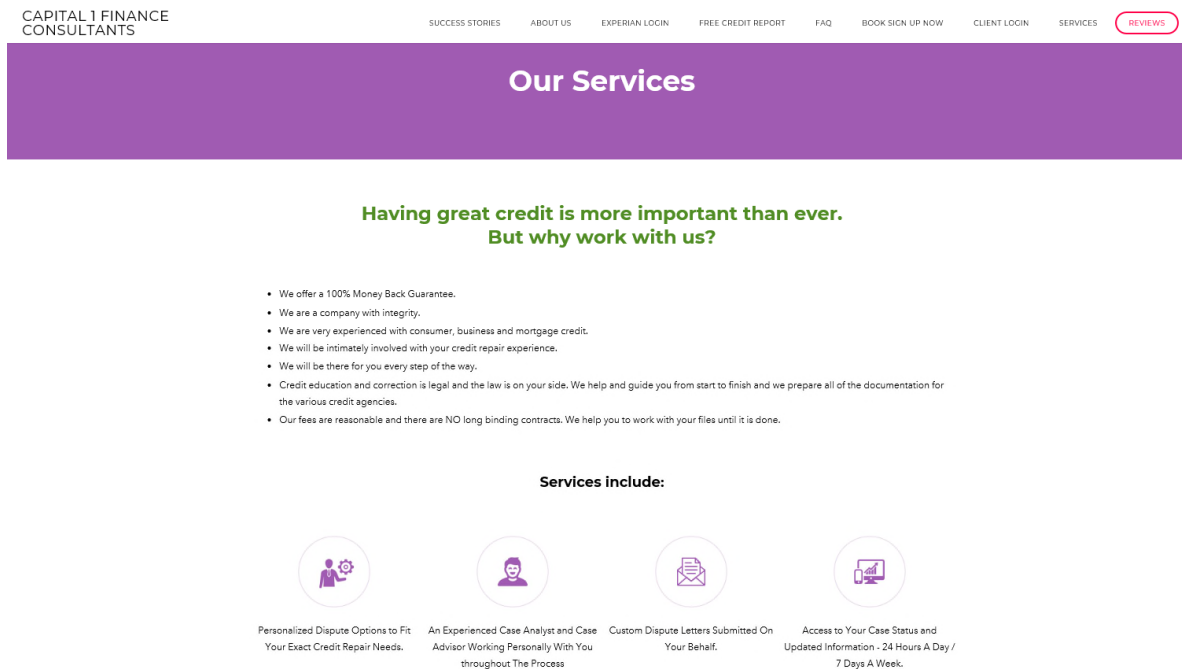 CAPITAL 1 FINANCE
CONSULTANTS
SUCCESS STORIES ABOUT US EXPERIAN LOGIN FREE CREDIT REPORT FAQ BOOK SIGN UP NOW CLIENT LOGIN SERVICES REVIEWS
Our Services
Having great credit is more important than ever.
But why work with us?
• We offer a 100% Money Back Guarantee.
• We are a company with integrity.
• We are very experienced with consumer, business and mortgage credit.
• We will be intimately involved with your credit repair experience.
• We will be there for you every step of the way.
• Credit education and correction is legal and the law is on your side. We help and guide you from start to finish and we prepare all of the documentation for
the various credit agencies.
• Our fees are reasonable and there are NO long binding contracts. We help you to work with your files until it is done.
Services include:
Personalized Dispute Options to Fit
Your Exact Credit Repair Needs.
An Experienced Case Analyst and Case
Advisor Working Personally With You
throughout The Process
Custom Dispute Letters Submitted On
Your Behalf.
Access to Your Case Status and
Updated Information - 24 Hours A Day /
7 Days A Week.